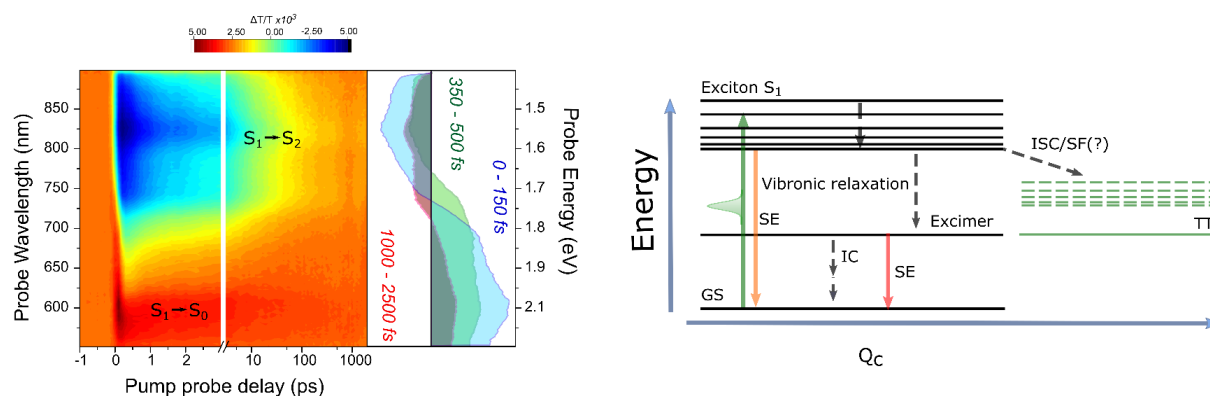 ΔT/T x10³
5.00 2.50 0.00 -2.50 -5.00
Probe Wavelength (nm)
850
800
750
700
650
600
S₁→S₂
S₁→S₀
-1 0 1 2 10 100 1000
Pump probe delay (ps)
1000 - 2500 fs
350 - 500 fs
0 - 150 fs
1.5
1.6
1.7
1.8
1.9
2.1
Probe Energy (eV)
Energy
Exciton S₁
ISC/SF(?)
Vibronic relaxation
SE
Excimer
TT
IC
SE
GS
Q_C